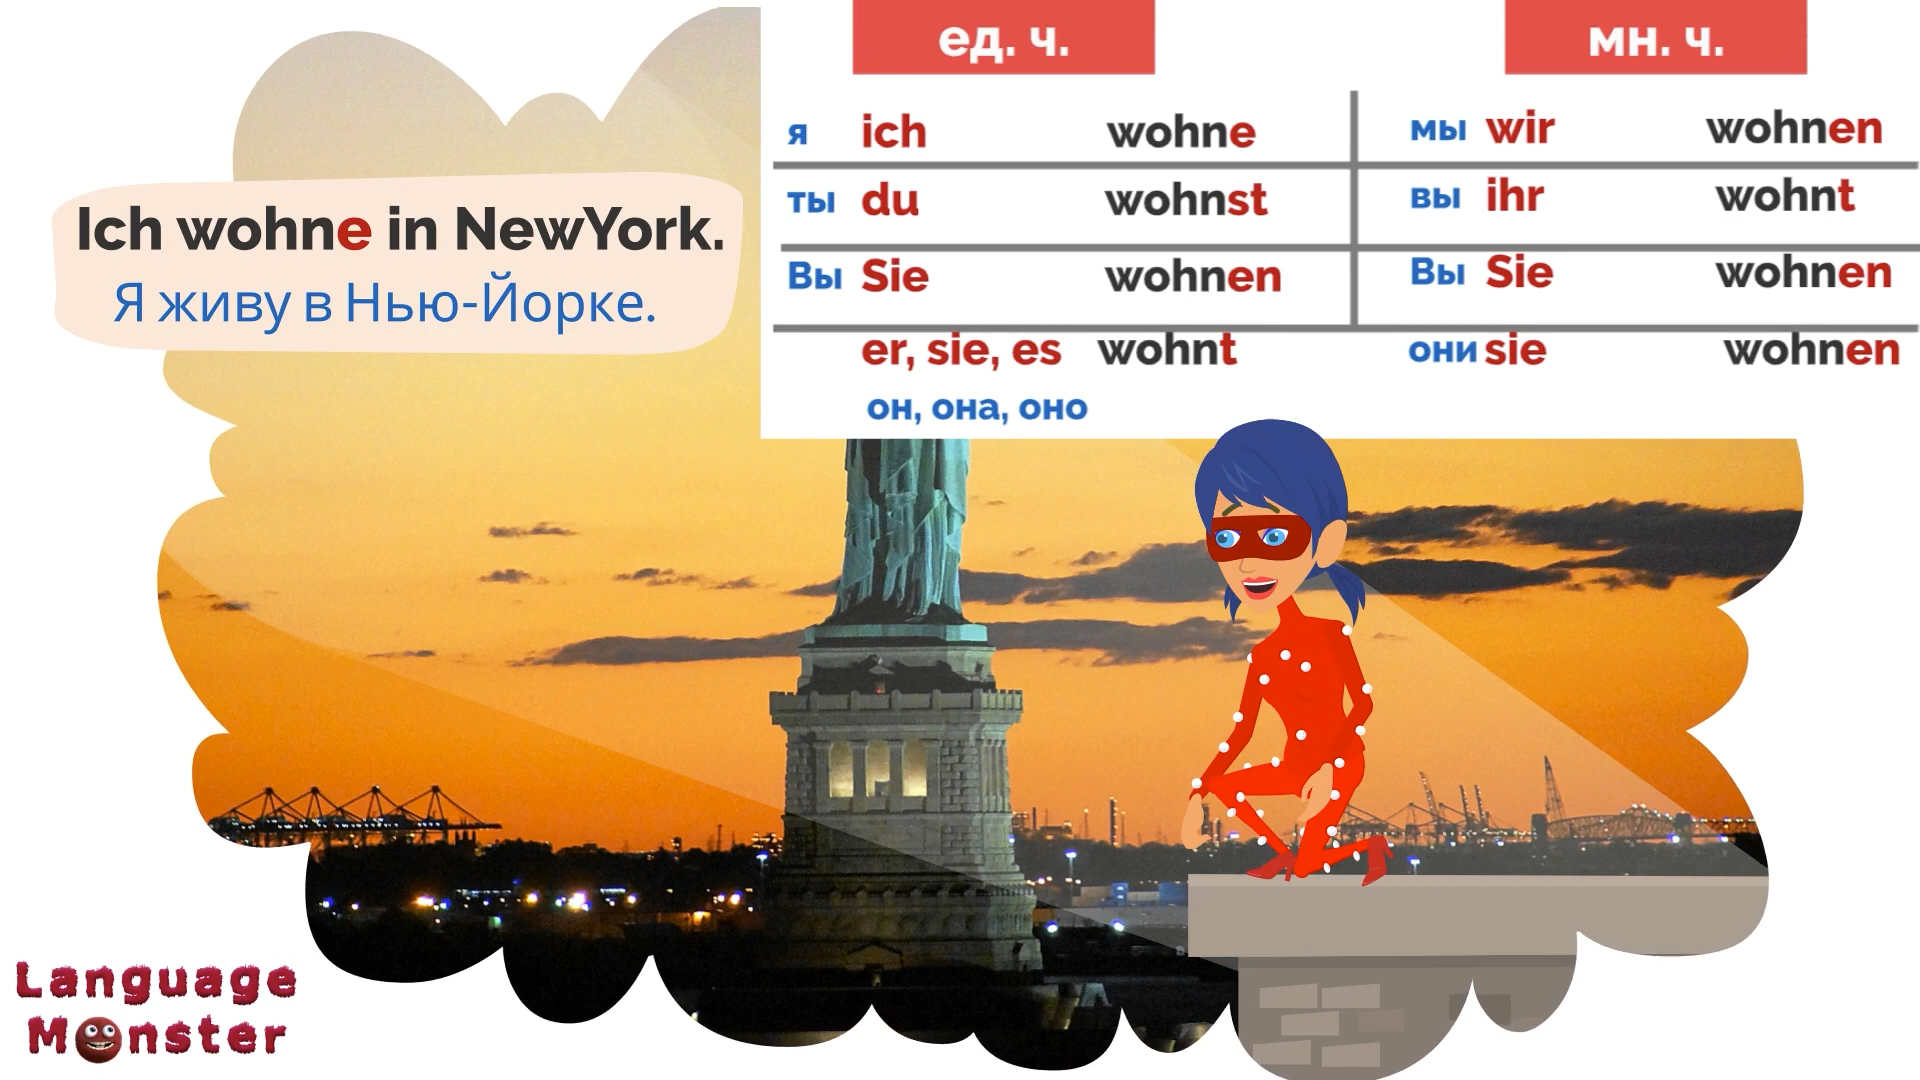 ед. ч.
мн. ч.
я ich wohne
мы wir wohnen
ты du wohnst
вы ihr wohnt
Вы Sie wohnen
Вы Sie wohnen
er, sie, es wohnt
они sie wohnen
он, она, оно
Ich wohne in NewYork.
Я живу в Нью-Йорке.
Language
Monster